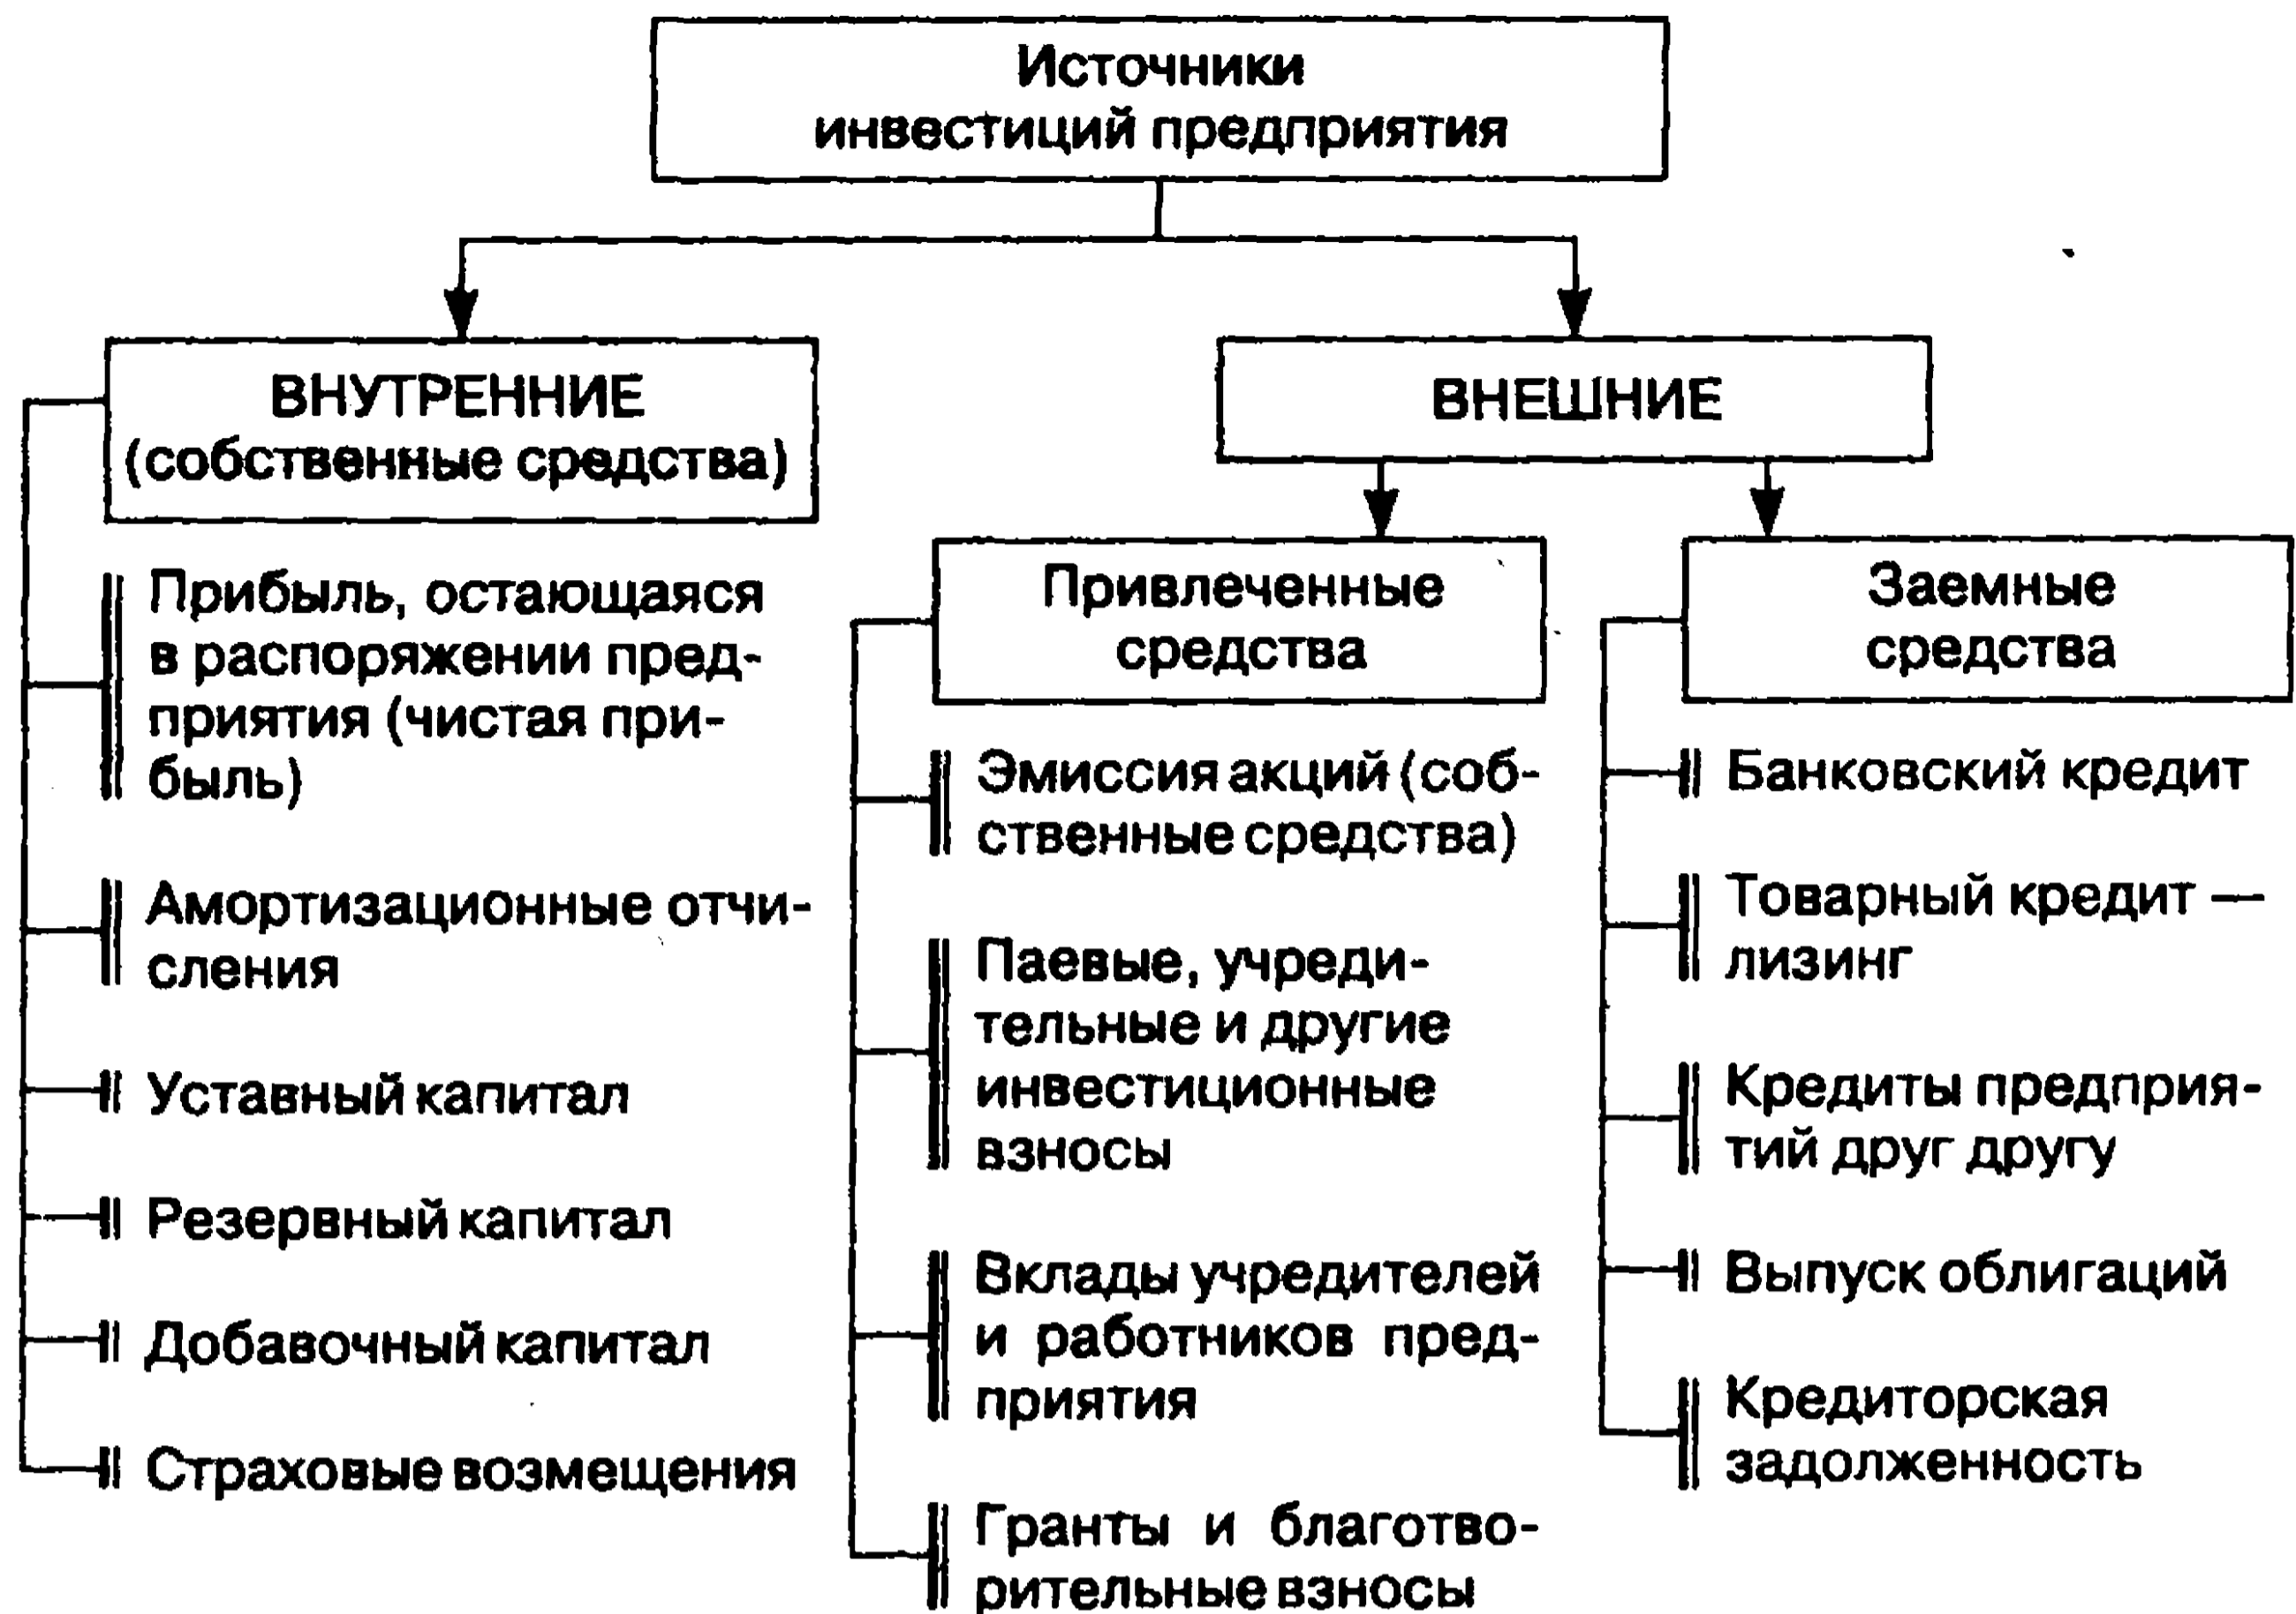 Источники
инвестиций предприятия
ВНУТРЕННИЕ
(собственные средства)
Прибыль, остающаяся
в распоряжении пред-
приятия (чистая при-
быль)
Амортизационные отчи-
сления
Уставный капитал
Резервный капитал
Добавочный капитал
Страховые возмещения
ВНЕШНИЕ
Привлеченные
средства
Эмиссия акций (соб-
ственные средства)
Паевые, учреди-
тельные и другие
инвестиционные
взносы
Вклады учредителей
и работников пред-
приятия
Гранты и благотво-
рительные взносы
Заемные
средства
Банковский кредит
Товарный кредит —
лизинг
Кредиты предприя-
тий друг другу
Выпуск облигаций
Кредиторская
задолженность